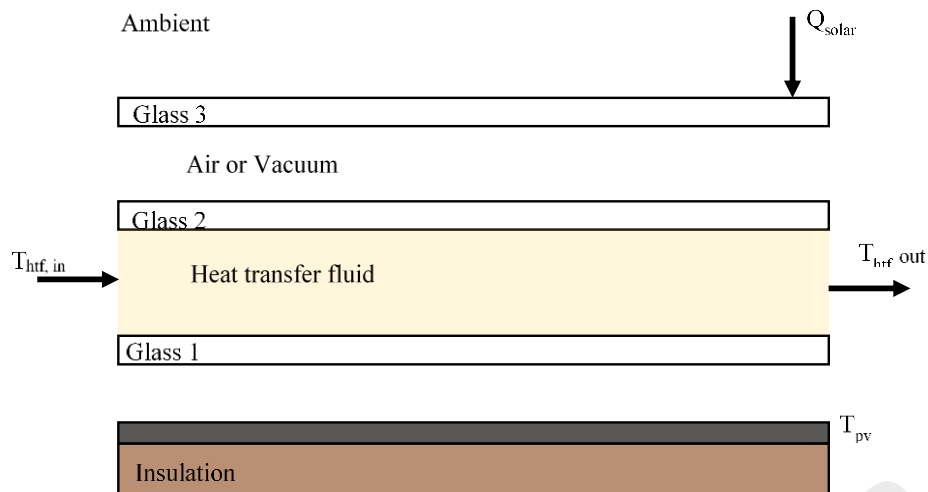 Ambient
Qsolar
Glass 3
Air or Vacuum
Glass 2
Thtf, in
Heat transfer fluid
Thtf out
Glass 1
Tpv
Insulation